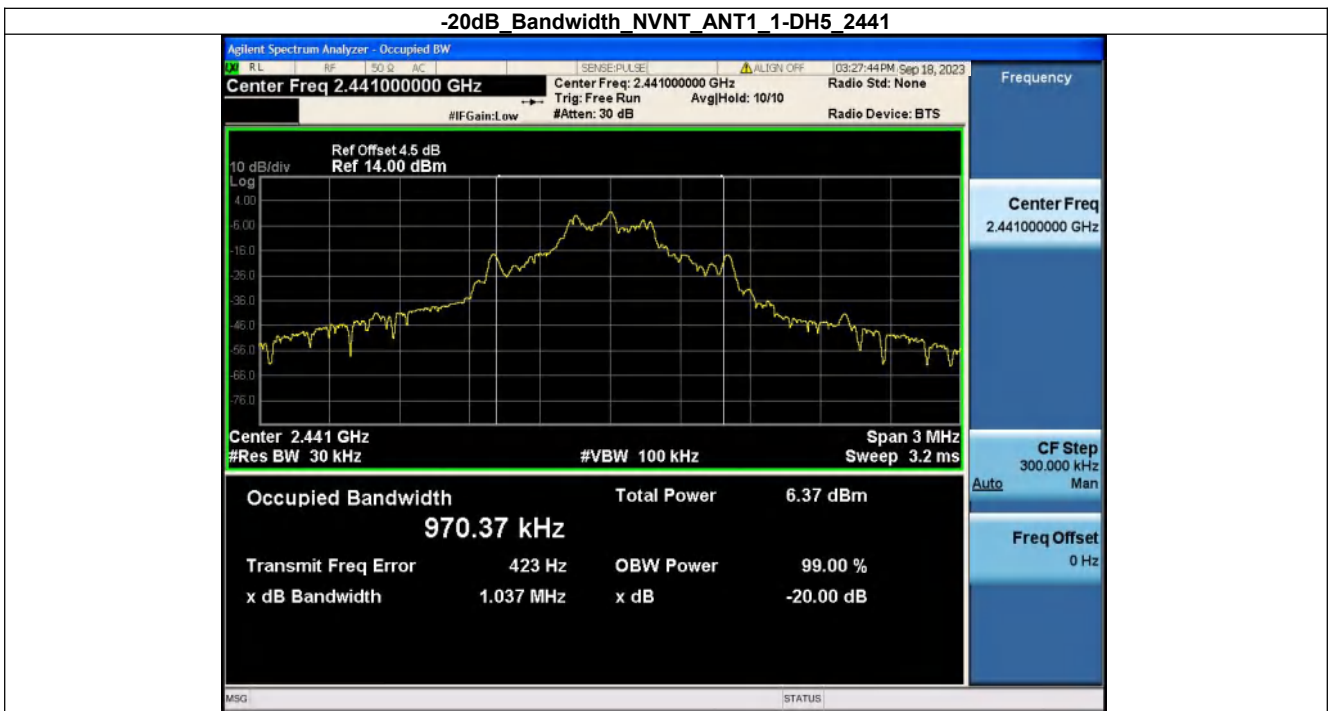 -20dB_Bandwidth_NVNT_ANT1_1-DH5_2441
Agilent Spectrum Analyzer - Occupied BW
RL RF 50 Ω AC SENSE:PULSE ALIGN OFF 03:27:44 PM Sep 18, 2023
Center Freq 2.441000000 GHz
Center Freq: 2.441000000 GHz
Radio Std: None
Trig: Free Run Avg|Hold: 10/10
#IFGain:Low #Atten: 30 dB Radio Device: BTS
Frequency
Ref Offset 4.5 dB
10 dB/div Ref 14.00 dBm
Log
4.00
-6.00
-16.0
-26.0
-36.0
-46.0
-56.0
-66.0
-76.0
Center 2.441 GHz Span 3 MHz
#Res BW 30 kHz #VBW 100 kHz Sweep 3.2 ms
Center Freq
2.441000000 GHz
CF Step
300.000 kHz
Auto Man
Freq Offset
0 Hz
Occupied Bandwidth Total Power 6.37 dBm
970.37 kHz
Transmit Freq Error 423 Hz OBW Power 99.00 %
x dB Bandwidth 1.037 MHz x dB -20.00 dB
MSG STATUS